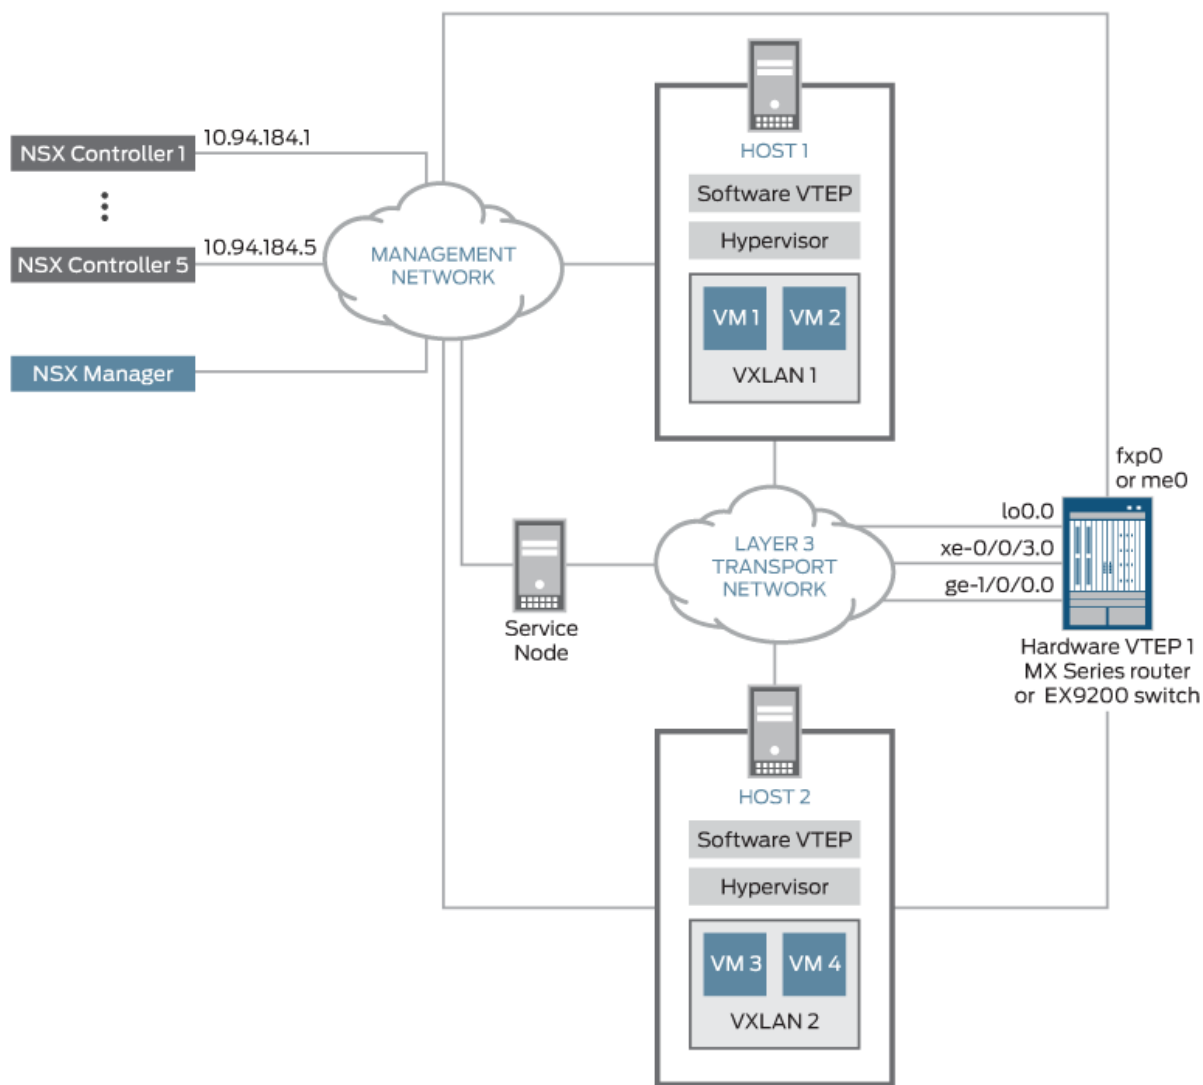 10.94.184.1
NSX Controller 1
10.94.184.5
NSX Controller 5
NSX Manager
MANAGEMENT
NETWORK
HOST 1
Software VTEP
Hypervisor
VM 1
VM 2
VXLAN 1
fxp0
or me0
lo0.0
xe-0/0/3.0
ge-1/0/0.0
LAYER 3
TRANSPORT
NETWORK
Service
Node
Hardware VTEP 1
MX Series router
or EX9200 switch
HOST 2
Software VTEP
Hypervisor
VM 3
VM 4
VXLAN 2